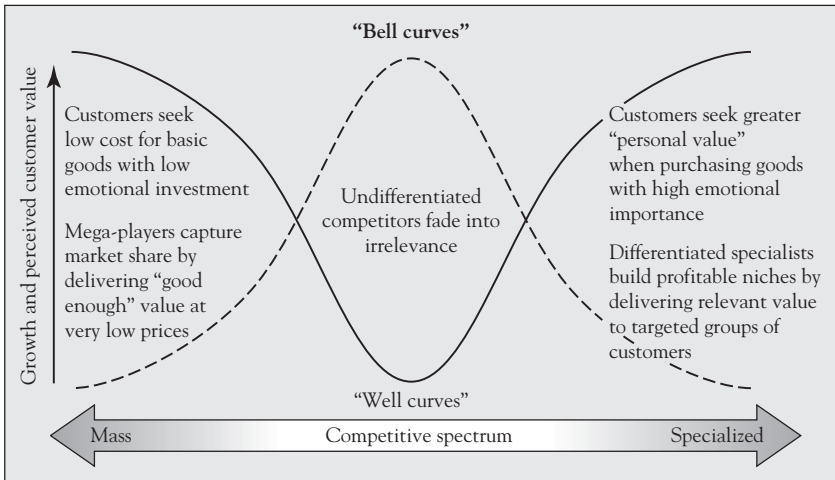 “Bell curves”
Growth and perceived customer value
Customers seek
low cost for basic
goods with low
emotional investment
Mega-players capture
market share by
delivering “good
enough” value at
very low prices
Undifferentiated
competitors fade into
irrelevance
Customers seek greater
“personal value”
when purchasing goods
with high emotional
importance
Differentiated specialists
build profitable niches by
delivering relevant value
to targeted groups of
customers
“Well curves”
Mass
Competitive spectrum
Specialized